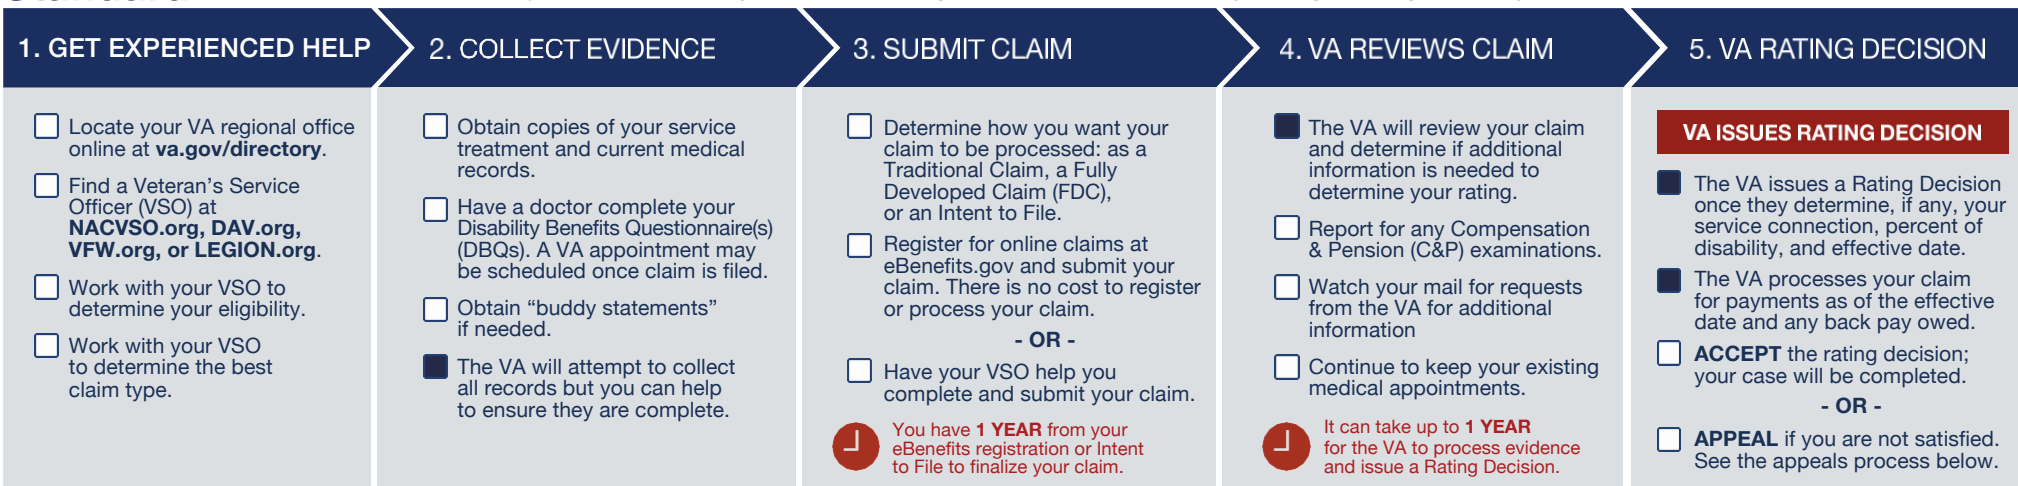 1. GET EXPERIENCED HELP
Locate your VA regional office
online at va.gov/directory.
Find a Veteran's Service
Officer (VSO) at
NACVSO.org, DAV.org,
VFW.org, or LEGION.org.
Work with your VSO to
determine your eligibility.
Work with your VSO
to determine the best
claim type.
2. COLLECT EVIDENCE
Obtain copies of your service
treatment and current medical
records.
Have a doctor complete your
Disability Benefits Questionnaire(s)
(DBQs). A VA appointment may
be scheduled once claim is filed.
Obtain “buddy statements”
if needed.
The VA will attempt to collect
all records but you can help
to ensure they are complete.
3. SUBMIT CLAIM
Determine how you want your
claim to be processed: as a
Traditional Claim, a Fully
Developed Claim (FDC),
or an Intent to File.
Register for online claims at
eBenefits.gov and submit your
claim. There is no cost to register
or process your claim.
- OR -
Have your VSO help you
complete and submit your claim.
You have 1 YEAR from your
eBenefits registration or Intent
to File to finalize your claim.
4. VA REVIEWS CLAIM
The VA will review your claim
and determine if additional
information is needed to
determine your rating.
Report for any Compensation
& Pension (C&P) examinations.
Watch your mail for requests
from the VA for additional
information
Continue to keep your existing
medical appointments.
It can take up to 1 YEAR
for the VA to process evidence
and issue a Rating Decision.
5. VA RATING DECISION
VA ISSUES RATING DECISION
The VA issues a Rating Decision
once they determine, if any, your
service connection, percent of
disability, and effective date.
The VA processes your claim
for payments as of the effective
date and any back pay owed.
ACCEPT the rating decision;
your case will be completed.
- OR -
APPEAL if you are not satisfied.
See the appeals process below.